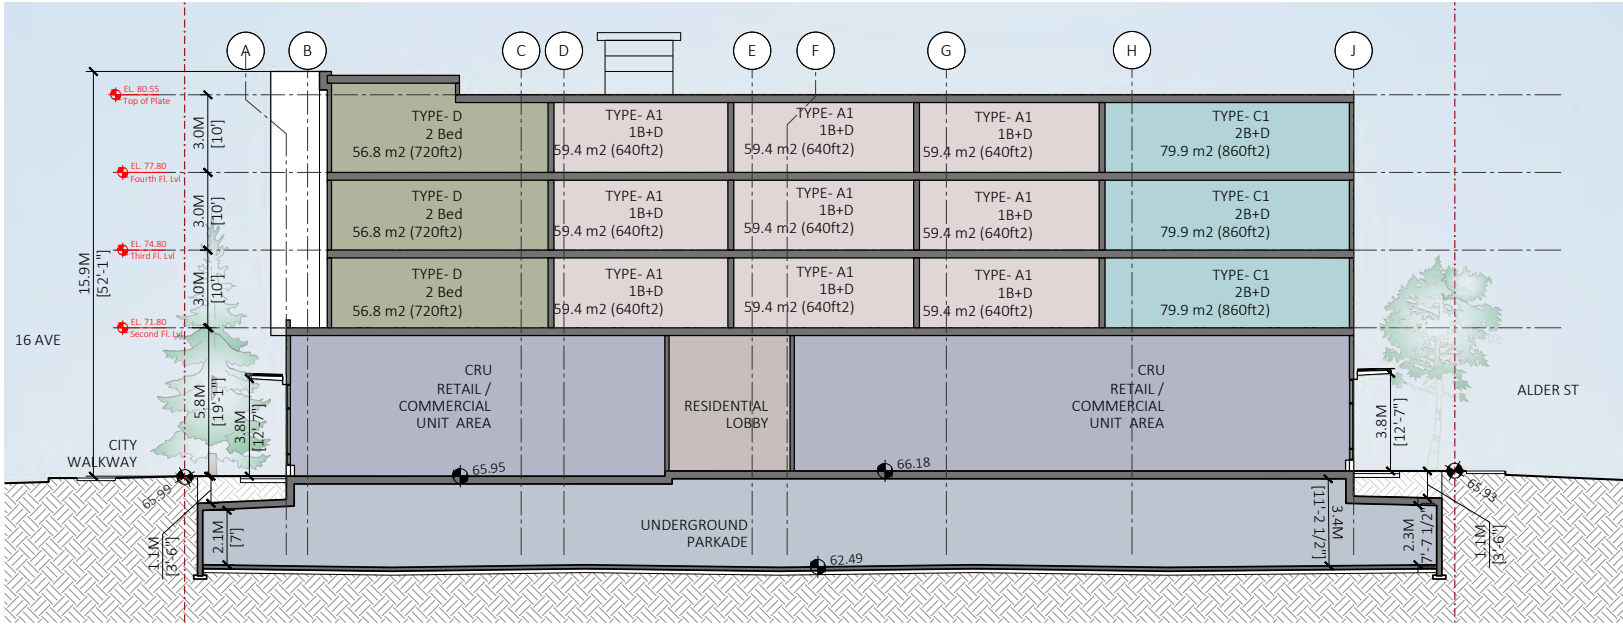 A
B
C
D
E
F
G
H
J
EL. 80.55
Top of Plate
EL. 77.80
Fourth Fl. Lvl
EL. 74.80
Third Fl. Lvl
EL. 71.80
Second Fl. Lvl
15.9M
[52'-1"]
3.0M
[10']
3.0M
[10']
3.0M
[10']
5.8M
[19'-1"]
3.8M
[12'-7"]
TYPE- D
2 Bed
56.8 m2 (720ft2)
TYPE- A1
1B+D
59.4 m2 (640ft2)
TYPE- A1
1B+D
59.4 m2 (640ft2)
TYPE- A1
1B+D
59.4 m2 (640ft2)
TYPE- C1
2B+D
79.9 m2 (860ft2)
TYPE- D
2 Bed
56.8 m2 (720ft2)
TYPE- A1
1B+D
59.4 m2 (640ft2)
TYPE- A1
1B+D
59.4 m2 (640ft2)
TYPE- A1
1B+D
59.4 m2 (640ft2)
TYPE- C1
2B+D
79.9 m2 (860ft2)
TYPE- D
2 Bed
56.8 m2 (720ft2)
TYPE- A1
1B+D
59.4 m2 (640ft2)
TYPE- A1
1B+D
59.4 m2 (640ft2)
TYPE- A1
1B+D
59.4 m2 (640ft2)
TYPE- C1
2B+D
79.9 m2 (860ft2)
16 AVE
CITY
WALKWAY
CRU
RETAIL /
COMMERCIAL
UNIT AREA
RESIDENTIAL
LOBBY
CRU
RETAIL /
COMMERCIAL
UNIT AREA
3.8M
[12'-7"]
ALDER ST
65.99
65.95
66.18
65.93
1.1M
[3'-6"]
2.1M
[7']
UNDERGROUND
PARKADE
62.49
3.4M
[11'-2 1/2"]
2.3M
7'-7 1/2"
1.1M
[3'-9"]